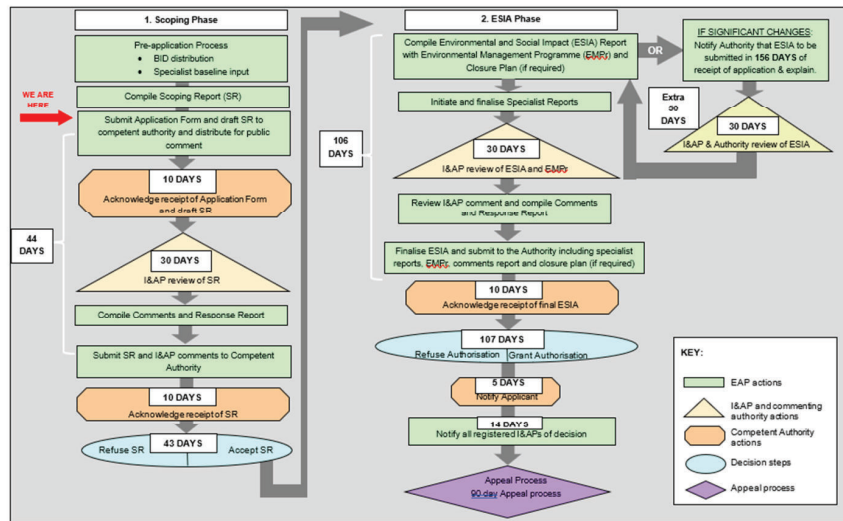 1. Scoping Phase
Pre-application Process
• BID distribution
• Specialist baseline input
Compile Scoping Report (SR)
WE ARE
HERE
Submit Application Form and draft SR to
competent authority and distribute for public
comment
10 DAYS
Acknowledge receipt of Application Form
and draft SR
44
DAYS
30 DAYS
I&AP review of SR
Compile Comments and Response Report
Submit SR and I&AP comments to Competent
Authority
10 DAYS
Acknowledge receipt of SR
43 DAYS
Refuse SR
Accept SR
2. ESIA Phase
Compile Environmental and Social Impact (ESIA) Report
with Environmental Management Programme (EMPr) and
Closure Plan (if required)
OR
IF SIGNIFICANT CHANGES:
Notify Authority that ESIA to be
submitted in 156 DAYS of
receipt of application & explain.
Initiate and finalise Specialist Reports
Extra
DAYS
30 DAYS
I&AP & Authority review of ESIA
106
DAYS
30 DAYS
I&AP review of ESIA and EMPr
Review I&AP comment and compile Comments
and Response Report
Finalise ESIA and submit to the Authority including specialist
reports, EMPr, comments report and closure plan (if required)
10 DAYS
Acknowledge receipt of final ESIA
107 DAYS
Refuse Authorisation
Grant Authorisation
5 DAYS
Notify Applicant
14 DAYS
Notify all registered I&APs of decision
Appeal Process
90 day Appeal process
KEY:
EAP actions
I&AP and commenting
authority actions
Competent Authority
actions
Decision steps
Appeal process